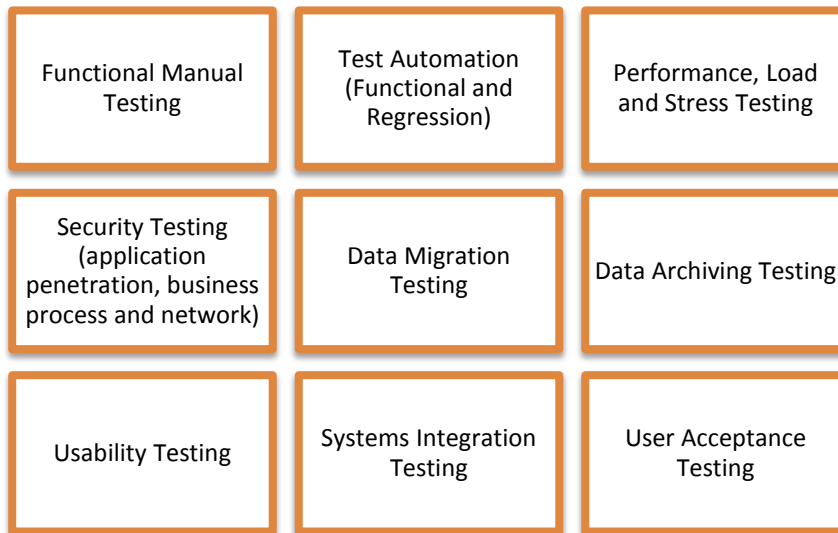 Functional Manual
Testing
Test Automation
(Functional and
Regression)
Performance, Load
and Stress Testing
Security Testing
(application
penetration, business
process and network)
Data Migration
Testing
Data Archiving Testing
Usability Testing
Systems Integration
Testing
User Acceptance
Testing